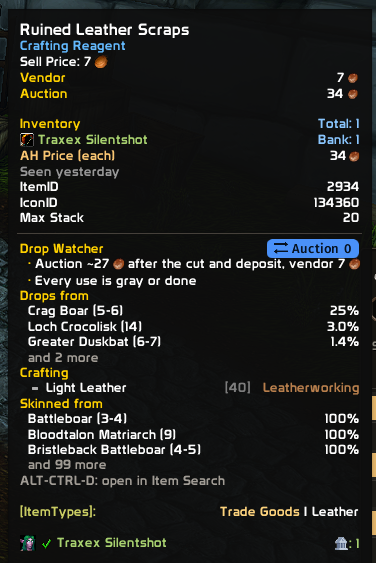 Ruined Leather Scraps
Crafting Reagent
Sell Price: 7
Vendor 7
Auction 34
Inventory Total: 1
Traxex Silentshot Bank: 1
AH Price (each) 34
Seen yesterday
ItemID 2934
IconID 134360
Max Stack 20
Drop Watcher Auction 0
· Auction ~27 after the cut and deposit, vendor 7
· Every use is gray or done
Drops from
Crag Boar (5-6) 25%
Loch Crocolisk (14) 3.0%
Greater Duskbat (6-7) 1.4%
and 2 more
Crafting
= Light Leather [40] Leatherworking
Skinned from
Battleboar (3-4) 100%
Bloodtalon Matriarch (9) 100%
Bristleback Battleboar (4-5) 100%
and 99 more
ALT-CTRL-D: open in Item Search
[ItemTypes]: Trade Goods | Leather
Traxex Silentshot : 1